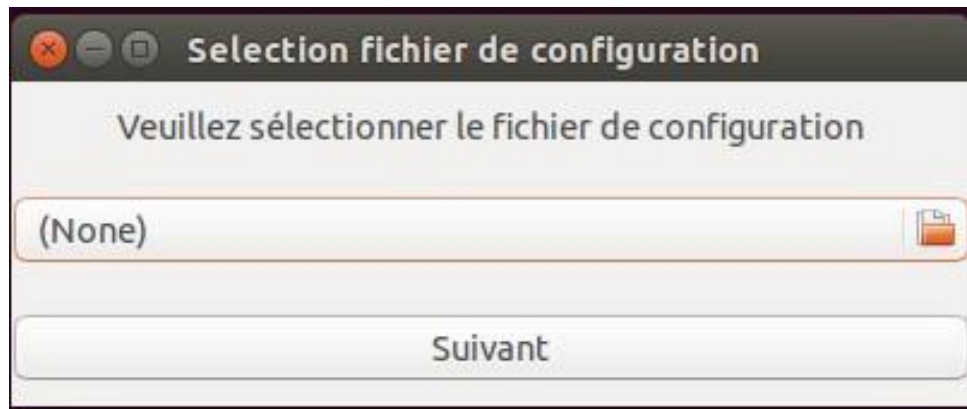 Selection fichier de configuration
Veuillez sélectionner le fichier de configuration
(None)
Suivant